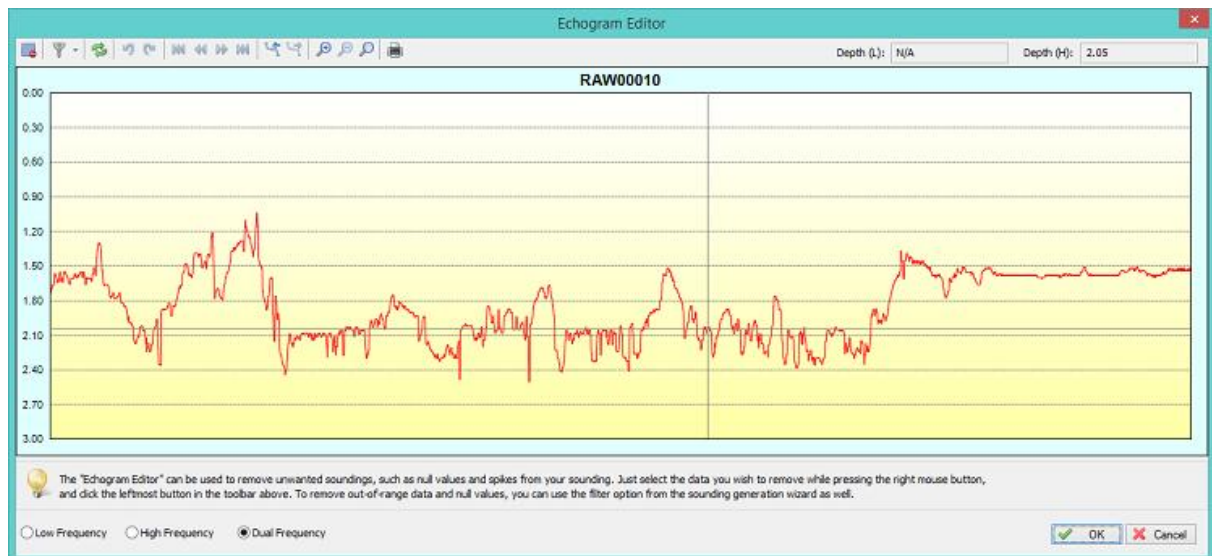 Echogram Editor
Depth (L): N/A Depth (H): 2.05
RAW00010
0.00
0.30
0.60
0.90
1.20
1.50
1.80
2.10
2.40
2.70
3.00
The "Echogram Editor" can be used to remove unwanted soundings, such as null values and spikes from your sounding. Just select the data you wish to remove while pressing the right mouse button,
and click the leftmost button in the toolbar above. To remove out-of-range data and null values, you can use the filter option from the sounding generation wizard as well.
Low Frequency High Frequency Dual Frequency OK Cancel